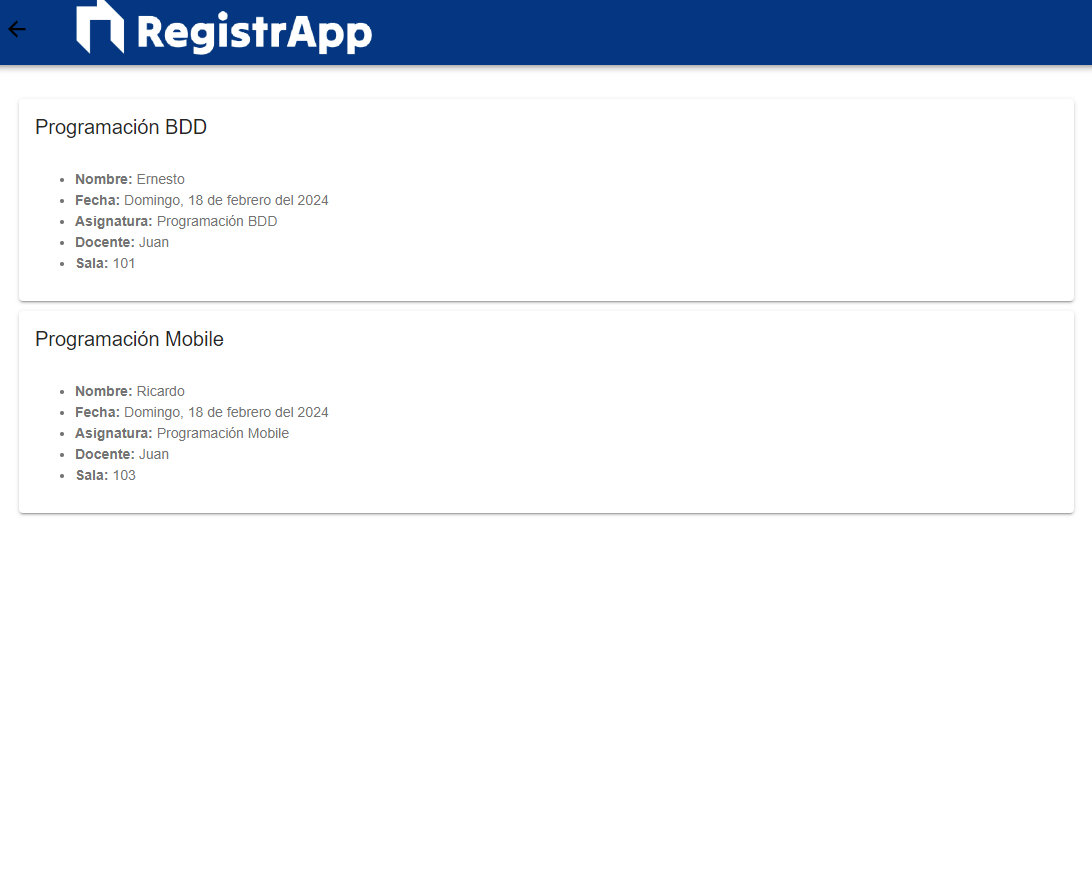 RegistrApp
Programación BDD
Nombre: Ernesto
Fecha: Domingo, 18 de febrero del 2024
Asignatura: Programación BDD
Docente: Juan
Sala: 101
Programación Mobile
Nombre: Ricardo
Fecha: Domingo, 18 de febrero del 2024
Asignatura: Programación Mobile
Docente: Juan
Sala: 103